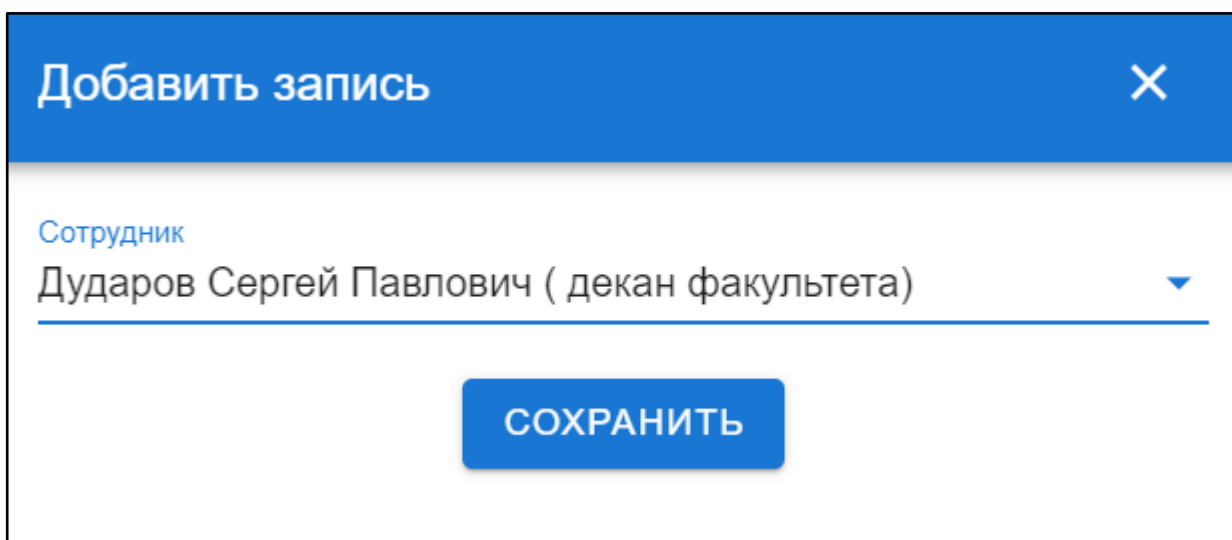 Добавить запись
Сотрудник
Дударов Сергей Павлович ( декан факультета)
СОХРАНИТЬ